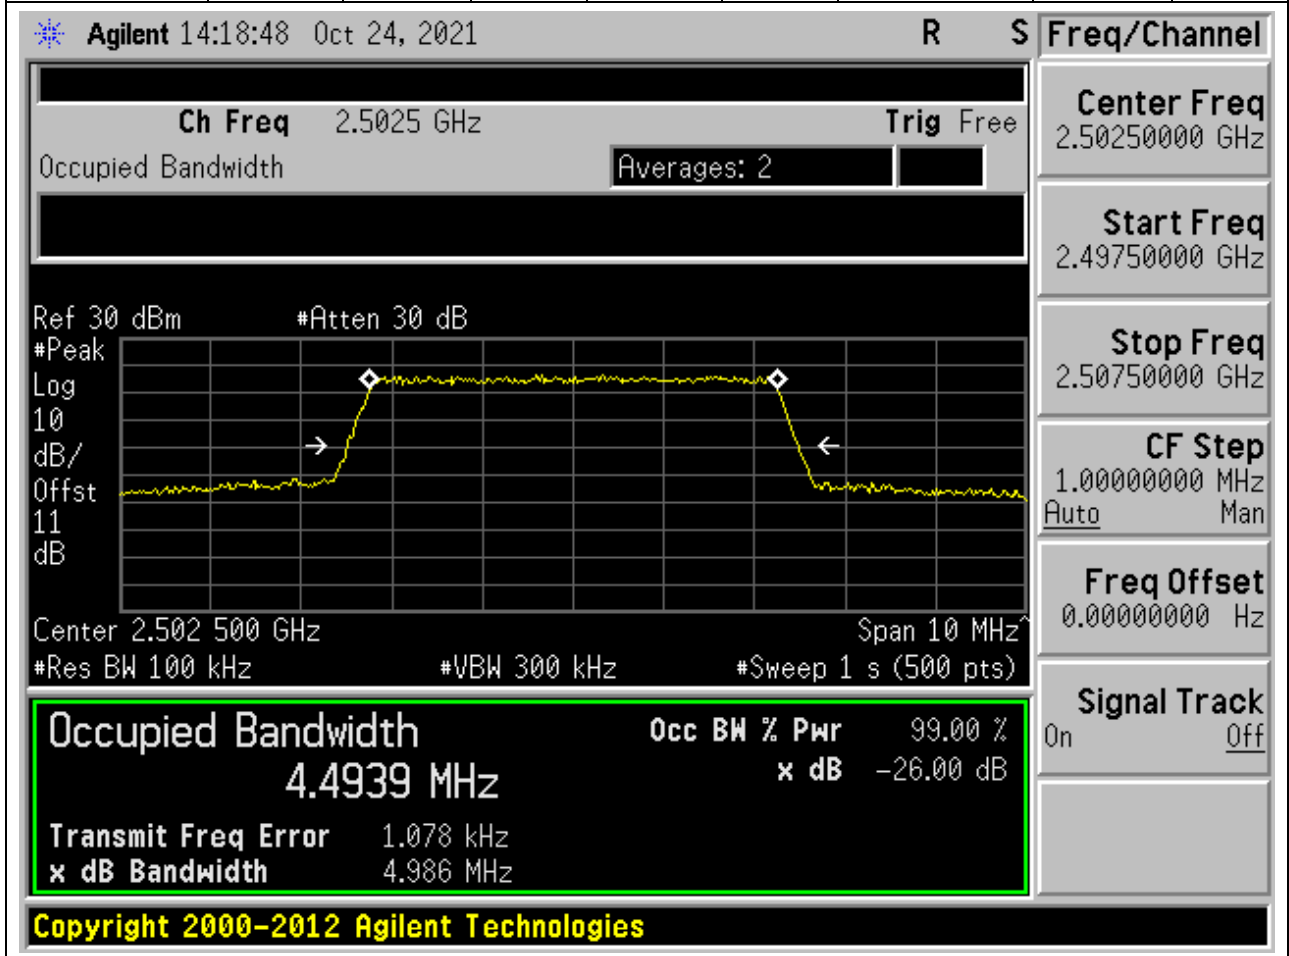 Agilent 14:18:48 Oct 24, 2021 R S
Freq/Channel
Ch Freq 2.5025 GHz Trig Free
Occupied Bandwidth Averages: 2
Ref 30 dBm #Atten 30 dB
#Peak
Log
10
dB/
Offst
11
dB
Center 2.502 500 GHz Span 10 MHz^
#Res BW 100 kHz #VBW 300 kHz #Sweep 1 s (500 pts)
Occupied Bandwidth Occ BW % Pwr 99.00 %
4.4939 MHz x dB -26.00 dB
Transmit Freq Error 1.078 kHz
x dB Bandwidth 4.986 MHz
Center Freq
2.50250000 GHz
Start Freq
2.49750000 GHz
Stop Freq
2.50750000 GHz
CF Step
1.00000000 MHz
Auto Man
Freq Offset
0.00000000 Hz
Signal Track
On Off
Copyright 2000-2012 Agilent Technologies